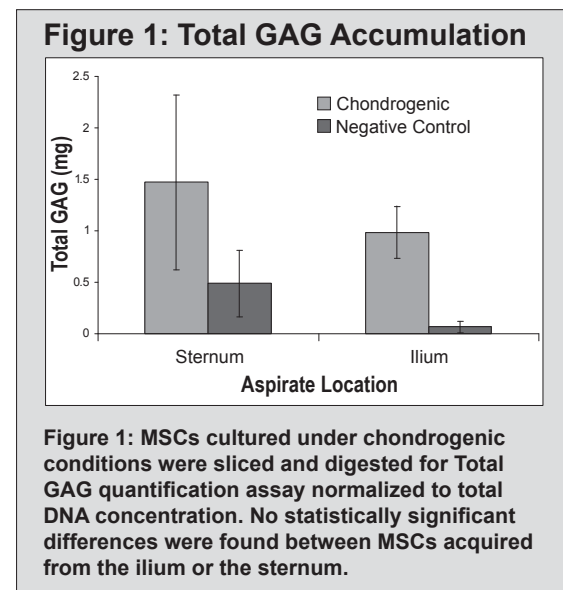 Figure 1: Total GAG Accumulation
2.5
2
1.5
1
0.5
0
Total GAG (mg)
Chondrogenic
Negative Control
Sternum
Ilium
Aspirate Location
Figure 1: MSCs cultured under chondrogenic
conditions were sliced and digested for Total
GAG quantification assay normalized to total
DNA concentration. No statistically significant
differences were found between MSCs acquired
from the ilium or the sternum.